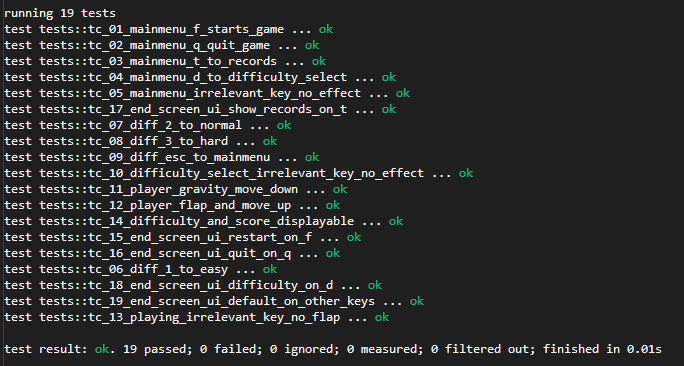 running 19 tests
test tests::tc_01_mainmenu_f_starts_game ... ok
test tests::tc_02_mainmenu_q_quit_game ... ok
test tests::tc_03_mainmenu_t_to_records ... ok
test tests::tc_04_mainmenu_d_to_difficulty_select ... ok
test tests::tc_05_mainmenu_irrelevant_key_no_effect ... ok
test tests::tc_17_end_screen_ui_show_records_on_t ... ok
test tests::tc_07_diff_2_to_normal ... ok
test tests::tc_08_diff_3_to_hard ... ok
test tests::tc_09_diff_esc_to_mainmenu ... ok
test tests::tc_10_difficulty_select_irrelevant_key_no_effect ... ok
test tests::tc_11_player_gravity_move_down ... ok
test tests::tc_12_player_flap_and_move_up ... ok
test tests::tc_14_difficulty_and_score_displayable ... ok
test tests::tc_15_end_screen_ui_restart_on_f ... ok
test tests::tc_16_end_screen_ui_quit_on_q ... ok
test tests::tc_06_diff_1_to_easy ... ok
test tests::tc_18_end_screen_ui_difficulty_on_d ... ok
test tests::tc_19_end_screen_ui_default_on_other_keys ... ok
test tests::tc_13_playing_irrelevant_key_no_flap ... ok
test result: ok. 19 passed; 0 failed; 0 ignored; 0 measured; 0 filtered out; finished in 0.01s